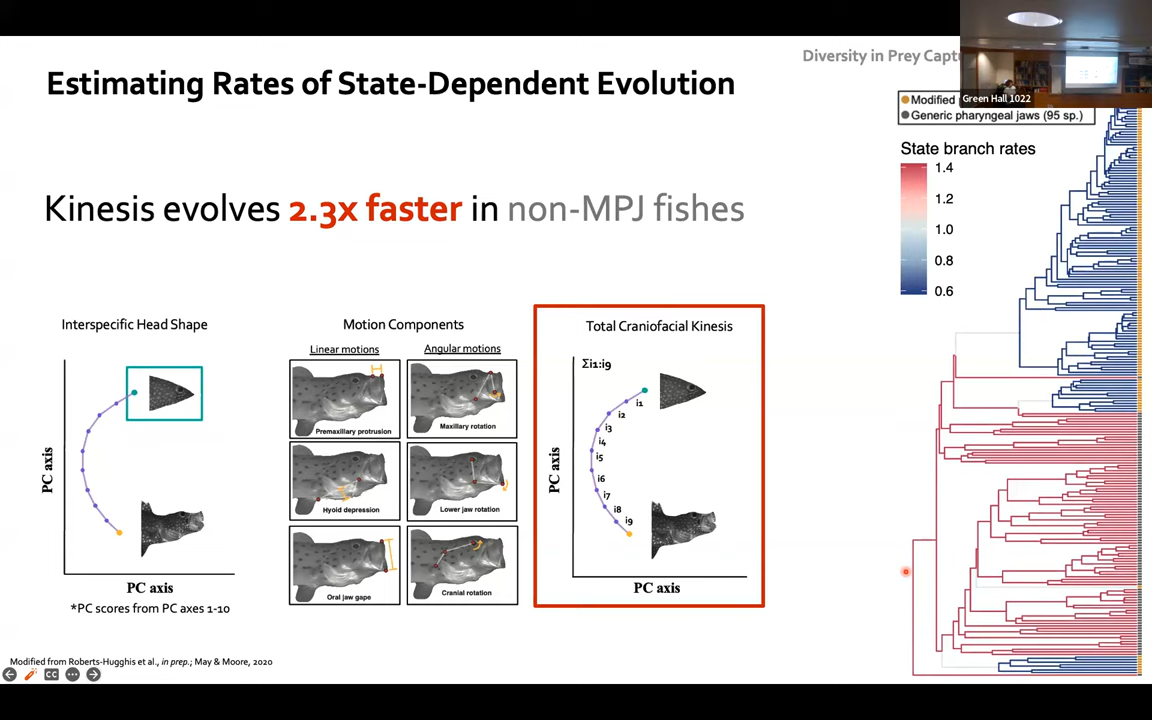 Diversity in Prey Captu
Estimating Rates of State-Dependent Evolution
Green Hall 1022
Modified
Generic pharyngeal jaws (95 sp.)
State branch rates
1.4
1.2
1.0
0.8
0.6
Kinesis evolves 2.3x faster in non-MPJ fishes
Interspecific Head Shape
PC axis
PC axis
*PC scores from PC axes 1-10
Motion Components
Linear motions
Angular motions
Premaxillary protrusion
Maxillary rotation
Hyoid depression
Lower jaw rotation
Oral jaw gape
Cranial rotation
Total Craniofacial Kinesis
Σi1:i9
i1
i2
i3
i4
i5
i6
i7
i8
i9
PC axis
PC axis
Modified from Roberts-Hugghis et al., in prep.; May & Moore, 2020
CC